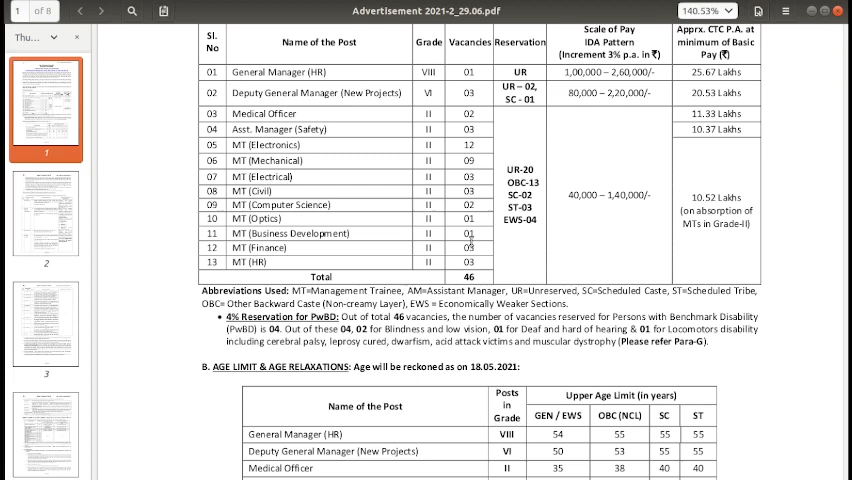 1 of 8
Advertisement 2021-2_29.06.pdf
140.53%
Thu...
1
2
3
Sl. No Name of the Post Grade Vacancies Reservation Scale of Pay IDA Pattern (Increment 3% p.a. in ₹) Apprx. CTC P.A. at minimum of Basic Pay (₹)
01 General Manager (HR) VIII 01 UR 1,00,000 – 2,60,000/- 25.67 Lakhs
02 Deputy General Manager (New Projects) VI 03 UR – 02, SC - 01 80,000 – 2,20,000/- 20.53 Lakhs
03 Medical Officer II 02 11.33 Lakhs
04 Asst. Manager (Safety) II 03 10.37 Lakhs
05 MT (Electronics) II 12
06 MT (Mechanical) II 09
07 MT (Electrical) II 03
08 MT (Civil) II 03
09 MT (Computer Science) II 02
10 MT (Optics) II 01
11 MT (Business Development) II 01
12 MT (Finance) II 03
13 MT (HR) II 03
UR-20
OBC-13
SC-02
ST-03
EWS-04
40,000 – 1,40,000/-
10.52 Lakhs
(on absorption of
MTs in Grade-II)
Total 46
Abbreviations Used: MT=Management Trainee, AM=Assistant Manager, UR=Unreserved, SC=Scheduled Caste, ST=Scheduled Tribe,
OBC= Other Backward Caste (Non-creamy Layer), EWS = Economically Weaker Sections.
• 4% Reservation for PwBD: Out of total 46 vacancies, the number of vacancies reserved for Persons with Benchmark Disability
(PwBD) is 04. Out of these 04, 02 for Blindness and low vision, 01 for Deaf and hard of hearing & 01 for Locomotors disability
including cerebral palsy, leprosy cured, dwarfism, acid attack victims and muscular dystrophy (Please refer Para-G).
B. AGE LIMIT & AGE RELAXATIONS: Age will be reckoned as on 18.05.2021:
Name of the Post Posts in Grade Upper Age Limit (in years)
GEN / EWS OBC (NCL) SC ST
General Manager (HR) VIII 54 55 55 55
Deputy General Manager (New Projects) VI 50 53 55 55
Medical Officer II 35 38 40 40